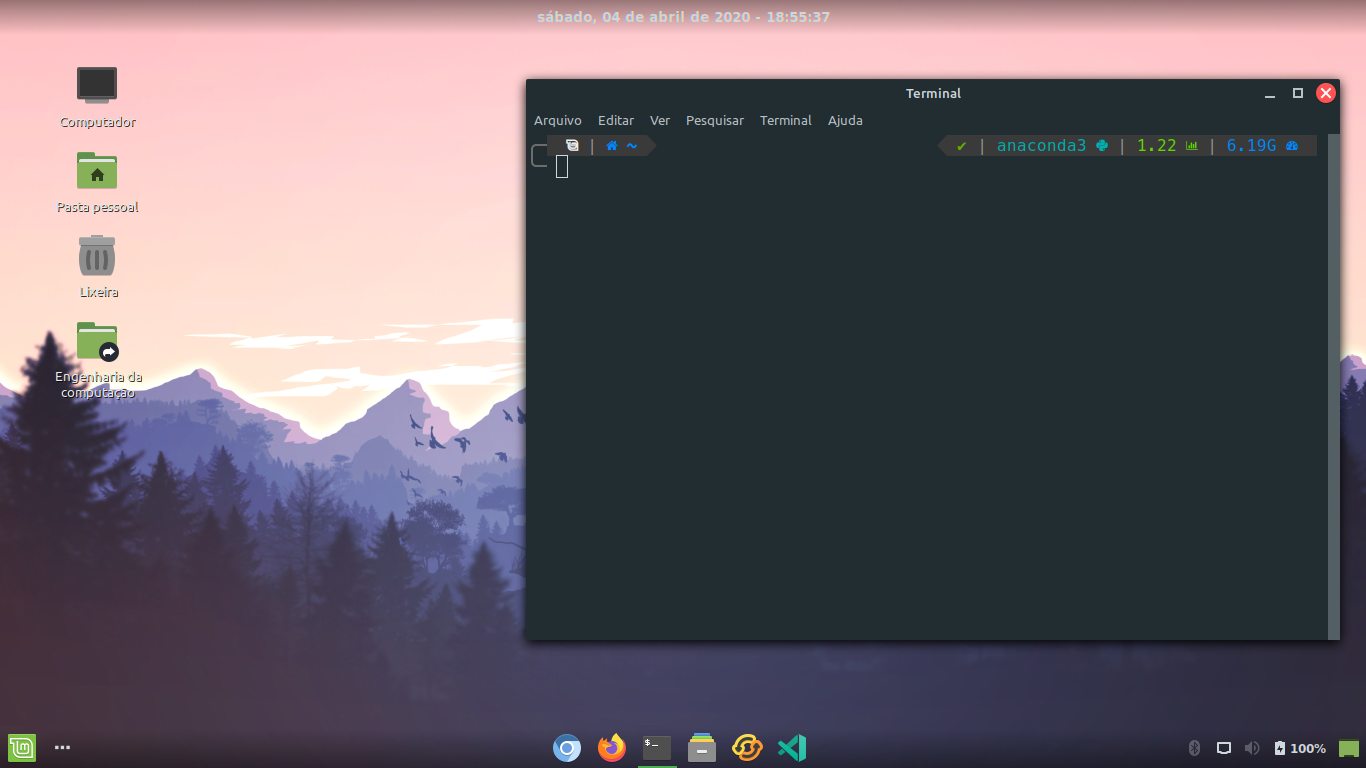 sábado, 04 de abril de 2020 - 18:55:37
Computador
Pasta pessoal
Lixeira
Engenharia da
computação
Terminal
Arquivo Editar Ver Pesquisar Terminal Ajuda
| ~ ✔ | anaconda3 | 1.22 | 6.19G
$_
100%